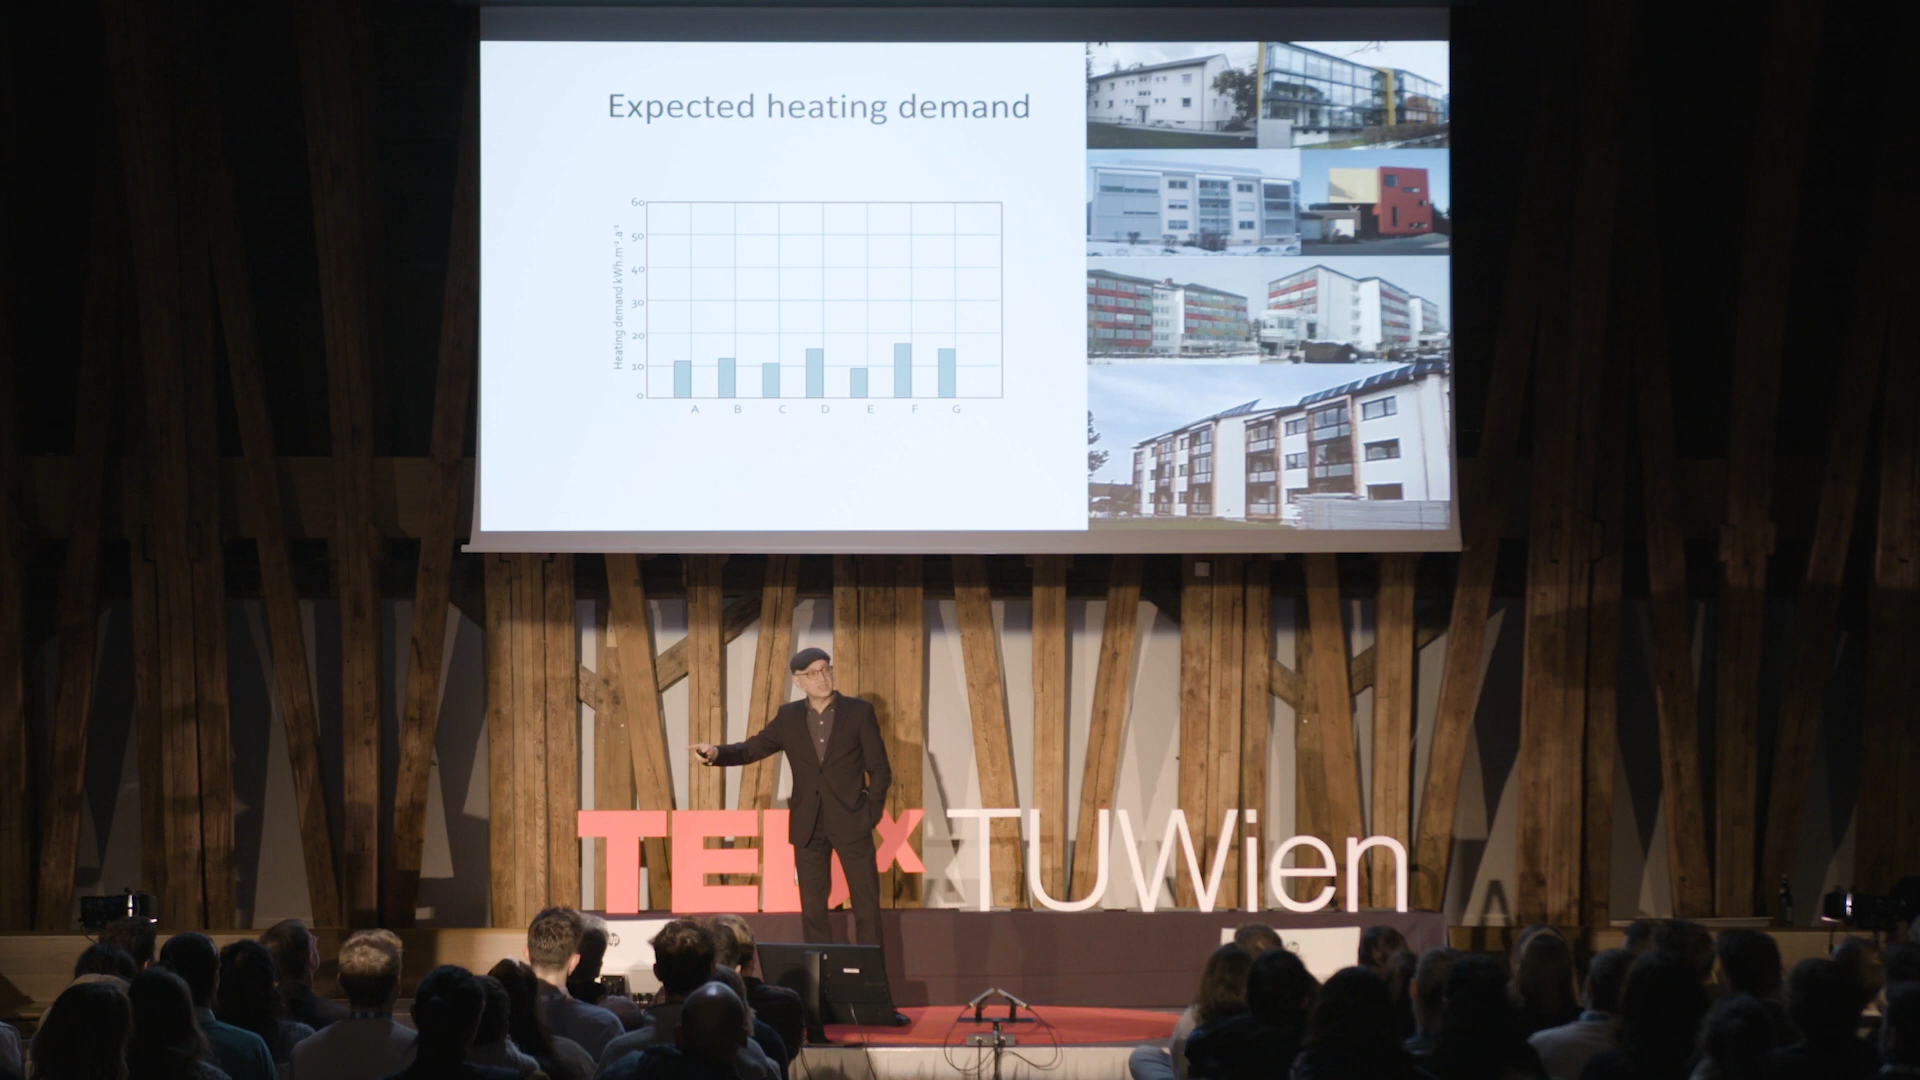 Expected heating demand
Heating demand kWh.m⁻².a⁻¹
60
50
40
30
20
10
0
A B C D E F G
TEDx TUWien